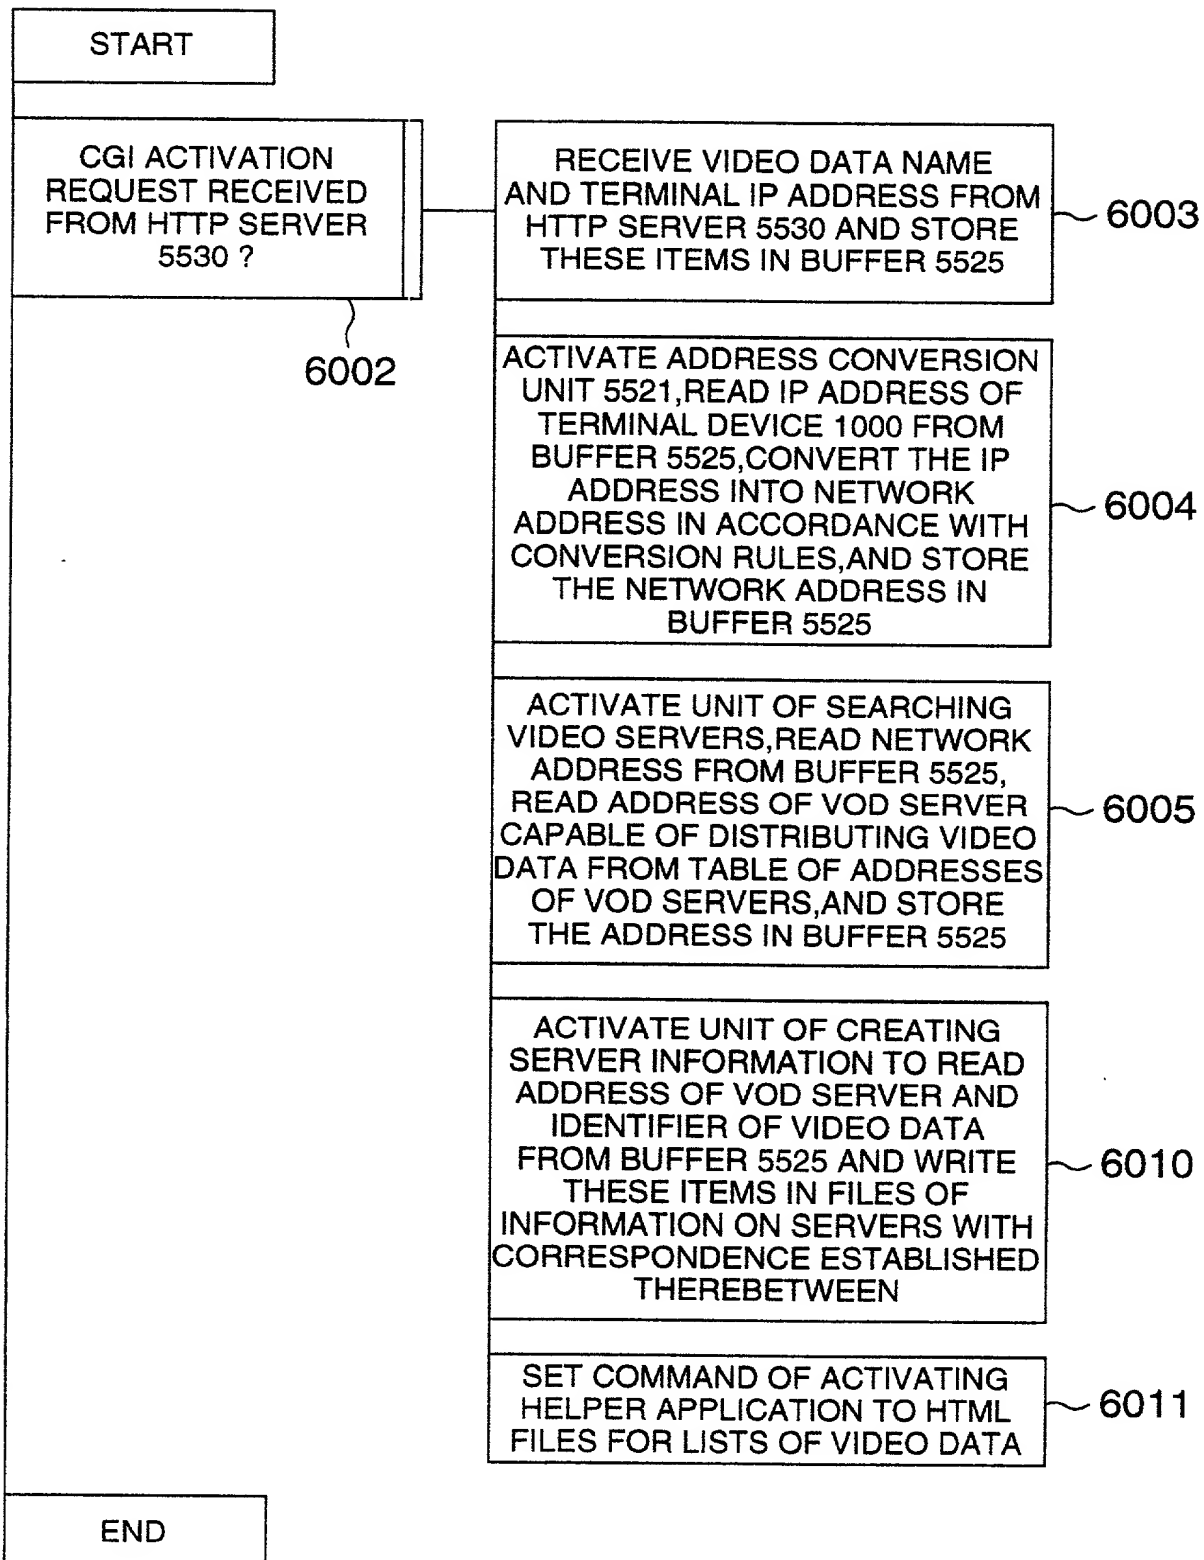 START
CGI ACTIVATION
REQUEST RECEIVED
FROM HTTP SERVER
5530 ?
6002
RECEIVE VIDEO DATA NAME
AND TERMINAL IP ADDRESS FROM
HTTP SERVER 5530 AND STORE
THESE ITEMS IN BUFFER 5525
6003
ACTIVATE ADDRESS CONVERSION
UNIT 5521,READ IP ADDRESS OF
TERMINAL DEVICE 1000 FROM
BUFFER 5525,CONVERT THE IP
ADDRESS INTO NETWORK
ADDRESS IN ACCORDANCE WITH
CONVERSION RULES,AND STORE
THE NETWORK ADDRESS IN
BUFFER 5525
6004
ACTIVATE UNIT OF SEARCHING
VIDEO SERVERS,READ NETWORK
ADDRESS FROM BUFFER 5525,
READ ADDRESS OF VOD SERVER
CAPABLE OF DISTRIBUTING VIDEO
DATA FROM TABLE OF ADDRESSES
OF VOD SERVERS,AND STORE
THE ADDRESS IN BUFFER 5525
6005
ACTIVATE UNIT OF CREATING
SERVER INFORMATION TO READ
ADDRESS OF VOD SERVER AND
IDENTIFIER OF VIDEO DATA
FROM BUFFER 5525 AND WRITE
THESE ITEMS IN FILES OF
INFORMATION ON SERVERS WITH
CORRESPONDENCE ESTABLISHED
THEREBETWEEN
6010
SET COMMAND OF ACTIVATING
HELPER APPLICATION TO HTML
FILES FOR LISTS OF VIDEO DATA
6011
END